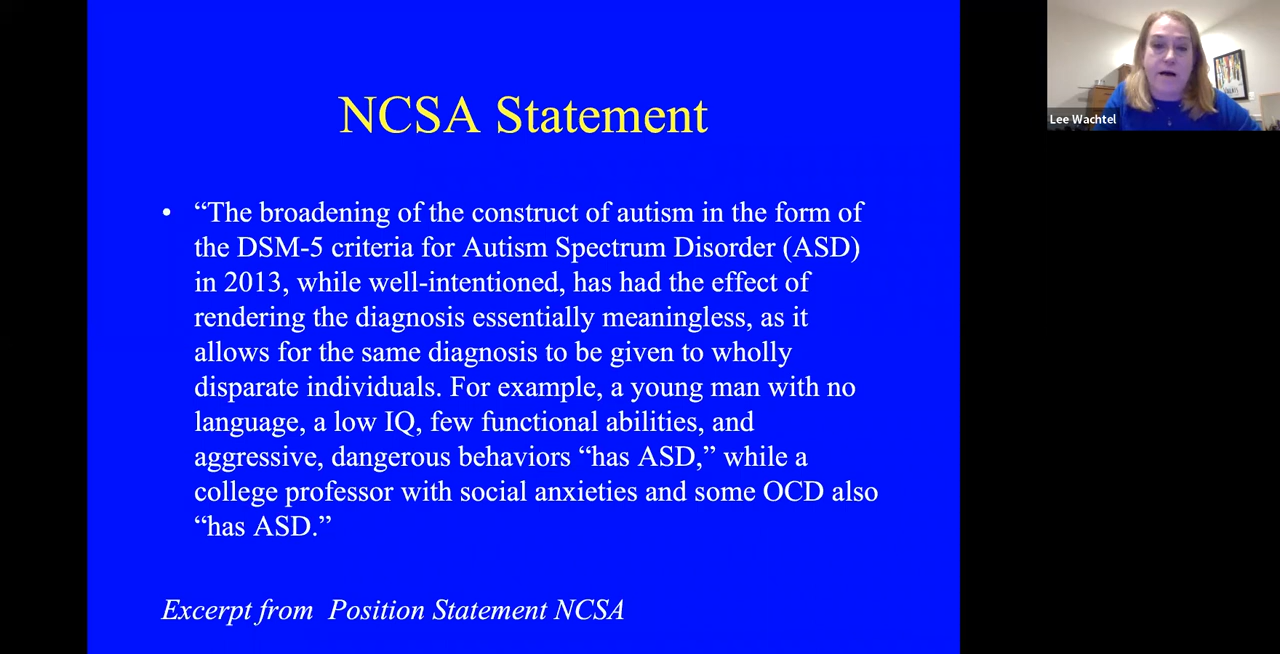 NCSA Statement
• “The broadening of the construct of autism in the form of
the DSM-5 criteria for Autism Spectrum Disorder (ASD)
in 2013, while well-intentioned, has had the effect of
rendering the diagnosis essentially meaningless, as it
allows for the same diagnosis to be given to wholly
disparate individuals. For example, a young man with no
language, a low IQ, few functional abilities, and
aggressive, dangerous behaviors “has ASD,” while a
college professor with social anxieties and some OCD also
“has ASD.”
Excerpt from Position Statement NCSA
Lee Wachtel